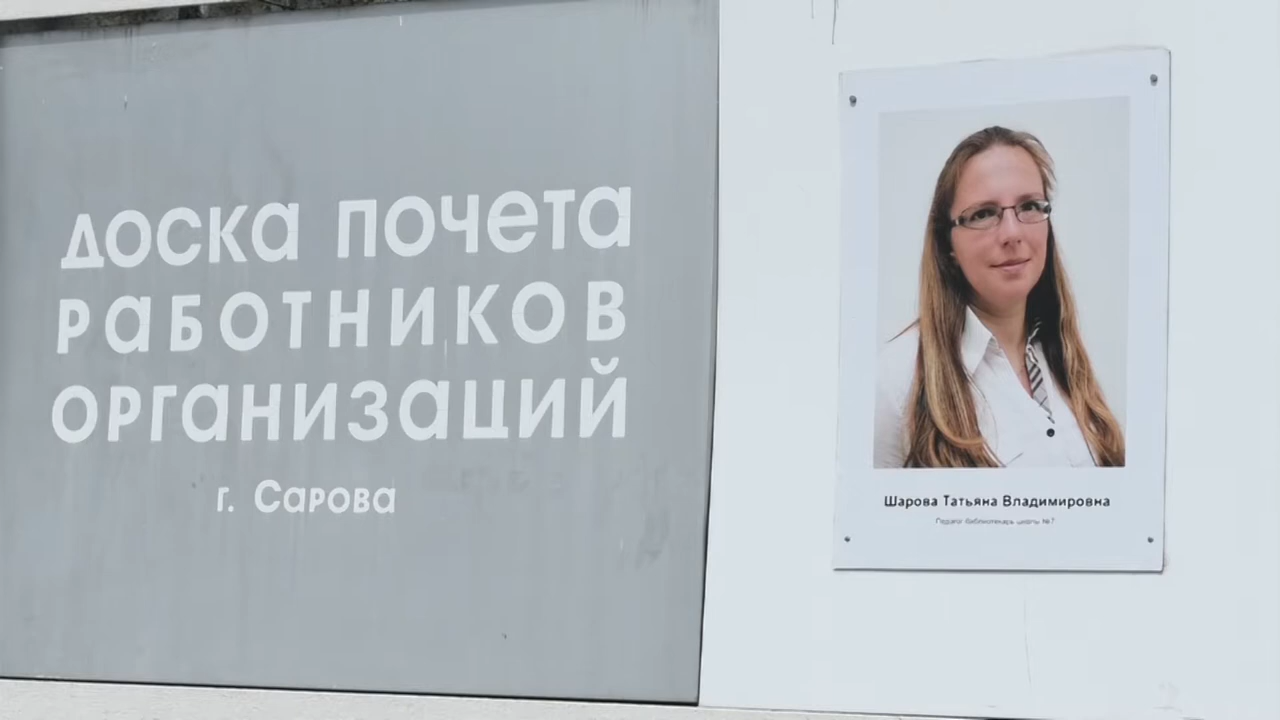 Доска почета
работников
организаций
г. Сарова
Шарова Татьяна Владимировна
Педагог библиотекарь школы №7